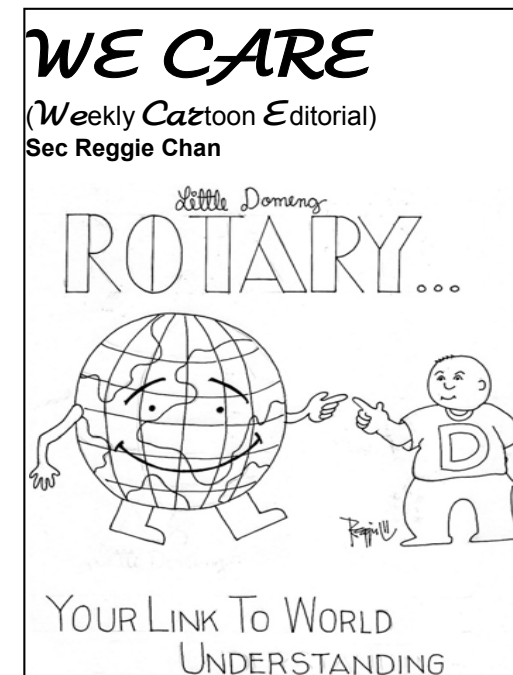 WE CARE
(Weekly Cartoon Editorial)
Sec Reggie Chan
Little Domeng
ROTARY...
D
Reggie
YOUR LINK TO WORLD
UNDERSTANDING